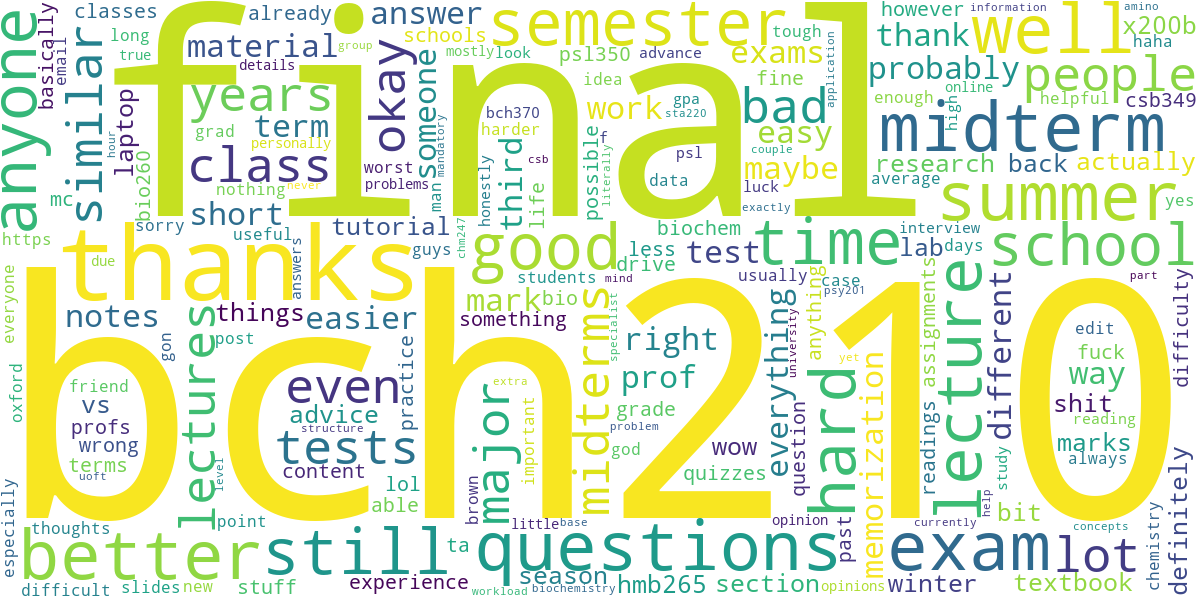 final
bch210
anyone
similar
laptop
basically
email
classes
long
true
already
schools
material
details
group
years
grad
term
personally
class
nothing
short
useful
sorry
okay
answer
someone
mostly
look
semester
psl350
advance
idea
exams
tough
fine
work
gpa
sta220
bad
easy
couple
maybe
application
bch370
harder
csb
f
psl
data
luck
exactly
third
life
honestly
possible
literally
man
mandatory
worst
problems
never
mc
bio260
https
due
everyone
thanks
answers
tutorial
guys
chm247
however
information
amino
thank
haha
x200b
well
probably
people
online
enough
high
helpful
csb349
midterm
research
back
actually
average
summer
yes
good
biochem
less
drive
students
mind
test
time
lab
interview
days
school
usually
case
psy201
part
notes
things
easier
post
gon
lectures
oxford
friend
vs
profs
wrong
terms
uoft
even
advice
structure
tests
content
practice
level
lol
able
point
mark
bio
something
specialist
extra
major
important
midterms
right
prof
grade
problem
god
wow
quizzes
everything
university
question
anything
yet
hard
memorization
assignments
readings
lecture
different
edit
fuck
way
shit
reading
marks
always
study
difficulty
especially
thoughts
better
difficult
slides
new
stuff
still
experience
ta
brown
little
base
questions
workload
biochemistry
season
hmb265
opinion
section
past
opinions
currently
help
exam
winter
bit
lot
concepts
textbook
chemistry
definitely
hour